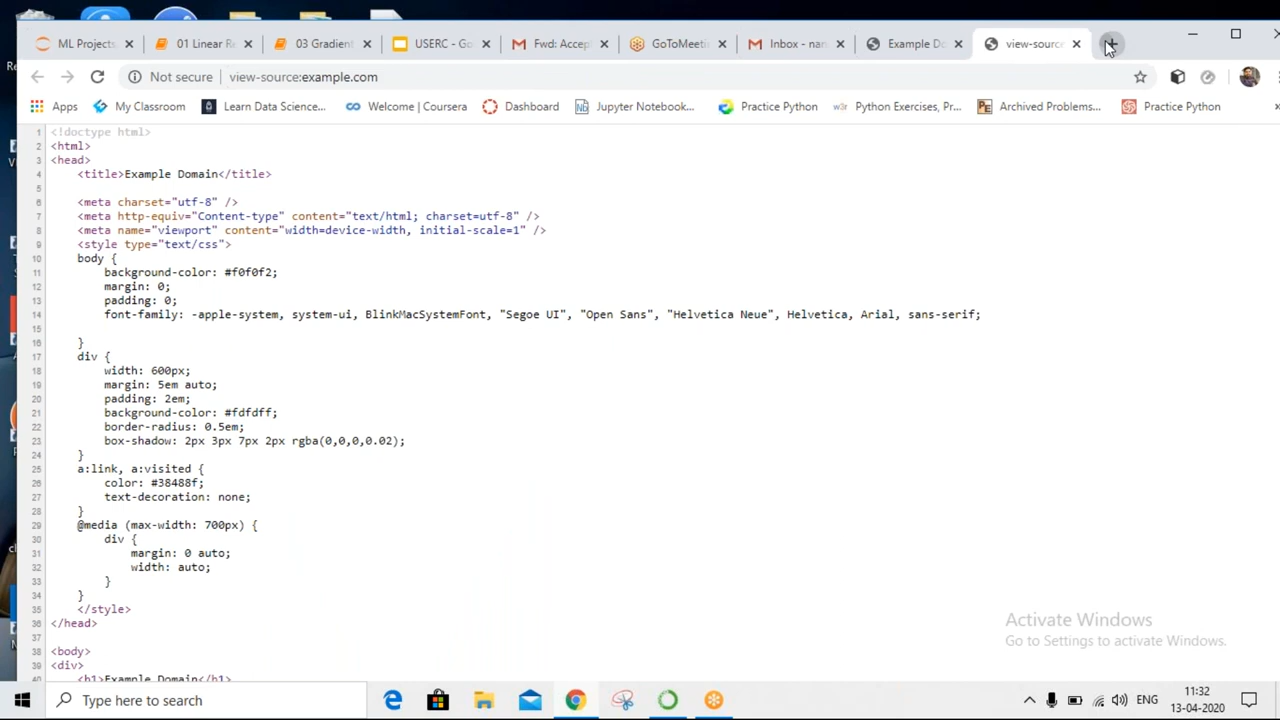 ML Projects
01 Linear Re
03 Gradient
USERC - Go
Fwd: Accep
GoToMeeti
Inbox - nar
Example Do
view-source
Not secure
view-source:example.com
Apps
My Classroom
Learn Data Science...
Welcome | Coursera
Dashboard
Jupyter Notebook...
Practice Python
Python Exercises, Pr...
Archived Problems...
Practice Python
1 <!doctype html>
2 <html>
3 <head>
4 <title>Example Domain</title>
5
6 <meta charset="utf-8" />
7 <meta http-equiv="Content-type" content="text/html; charset=utf-8" />
8 <meta name="viewport" content="width=device-width, initial-scale=1" />
9 <style type="text/css">
10 body {
11 background-color: #f0f0f2;
12 margin: 0;
13 padding: 0;
14 font-family: -apple-system, system-ui, BlinkMacSystemFont, "Segoe UI", "Open Sans", "Helvetica Neue", Helvetica, Arial, sans-serif;
15
16 }
17 div {
18 width: 600px;
19 margin: 5em auto;
20 padding: 2em;
21 background-color: #fdfdff;
22 border-radius: 0.5em;
23 box-shadow: 2px 3px 7px 2px rgba(0,0,0,0.02);
24 }
25 a:link, a:visited {
26 color: #38488f;
27 text-decoration: none;
28 }
29 @media (max-width: 700px) {
30 div {
31 margin: 0 auto;
32 width: auto;
33 }
34 }
35 </style>
36 </head>
37
38 <body>
39 <div>
40 <h1>Example Domain</h1>
Activate Windows
Go to Settings to activate Windows.
Type here to search
ENG
11:32
13-04-2020